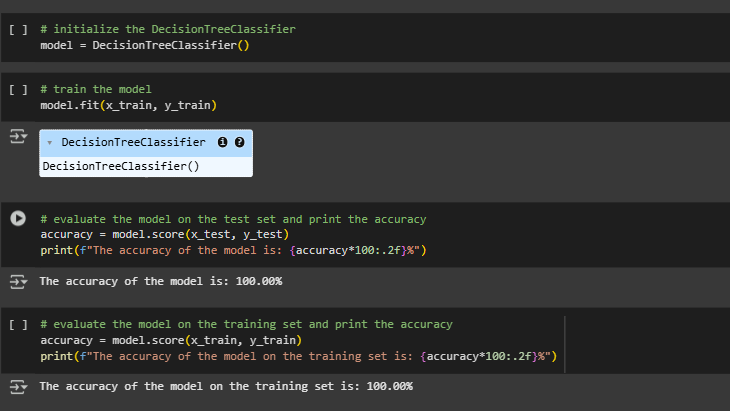 [ ] # initialize the DecisionTreeClassifier
model = DecisionTreeClassifier()
[ ] # train the model
model.fit(x_train, y_train)
DecisionTreeClassifier i ?
DecisionTreeClassifier()
# evaluate the model on the test set and print the accuracy
accuracy = model.score(x_test, y_test)
print(f"The accuracy of the model is: {accuracy*100:.2f}%")
The accuracy of the model is: 100.00%
[ ] # evaluate the model on the training set and print the accuracy
accuracy = model.score(x_train, y_train)
print(f"The accuracy of the model on the training set is: {accuracy*100:.2f}%")
The accuracy of the model on the training set is: 100.00%